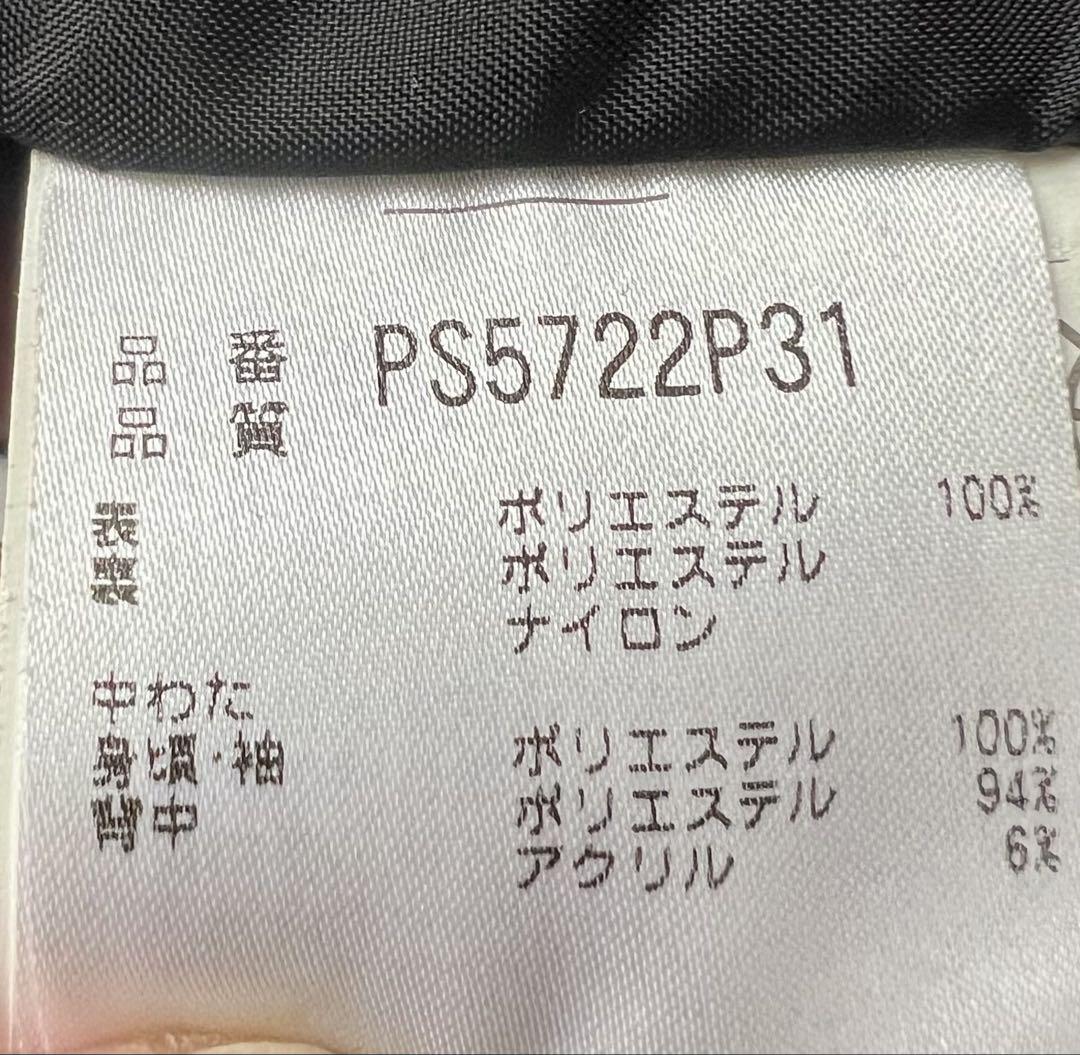 品番 PS5722P31
品質
表 ポリエステル 100%
裏 ポリエステル
ナイロン
中わた
身頃・袖 ポリエステル 100%
背中 ポリエステル 94%
アクリル 6%